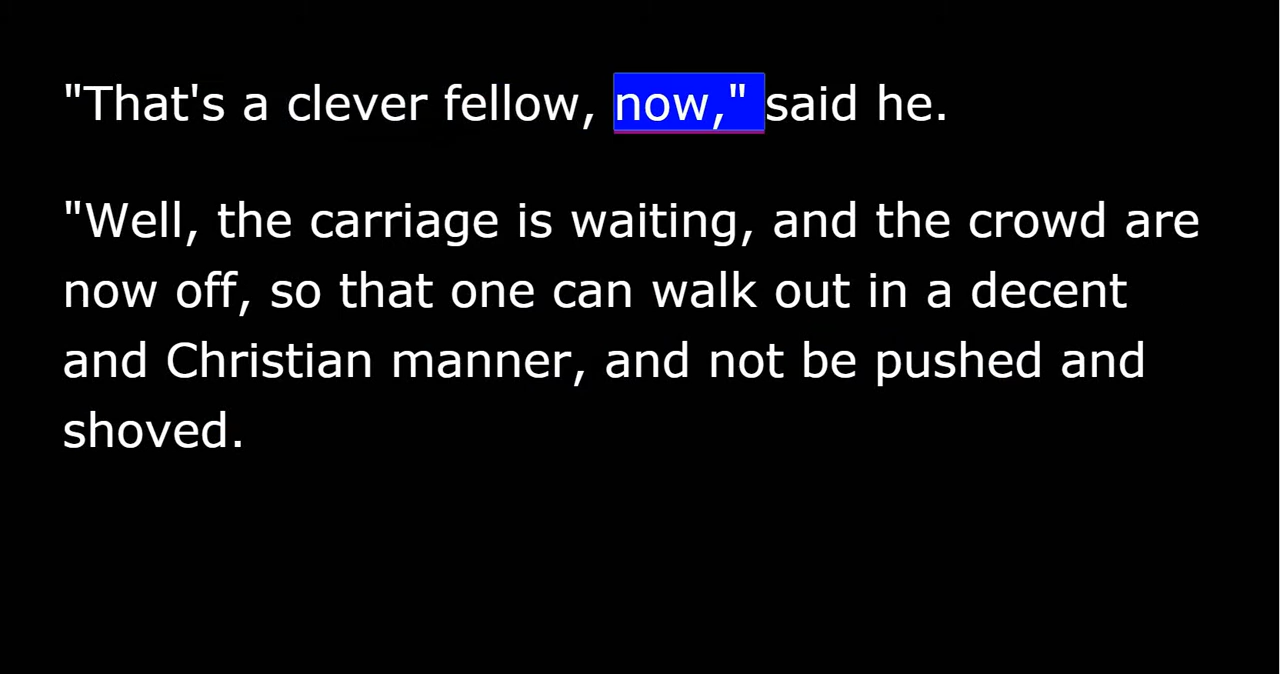 "That's a clever fellow, now," said he.
"Well, the carriage is waiting, and the crowd are
now off, so that one can walk out in a decent
and Christian manner, and not be pushed and
shoved.